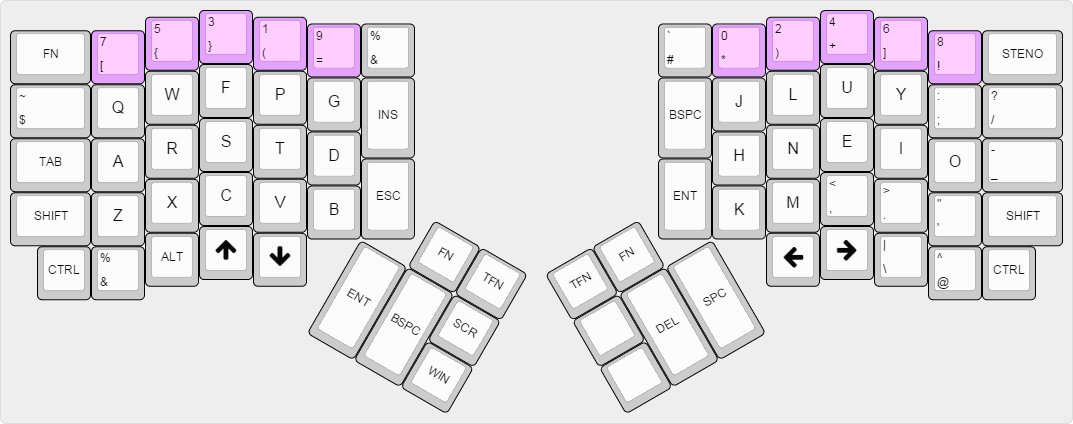 FN 7 [ 5 { 3 } 1 ( 9 = % &
` # 0 * 2 ) 4 + 6 ] 8 ! STENO
~ $ Q W F P G INS
BSPC J L U Y : ; ? /
TAB A R S T D
H N E I O - _
SHIFT Z X C V B ESC
ENT K M < , > . " ' SHIFT
CTRL % & ALT ↑ ↓
← → | \ ^ @ CTRL
FN TFN
ENT BSPC SCR
WIN
TFN FN
DEL SPC